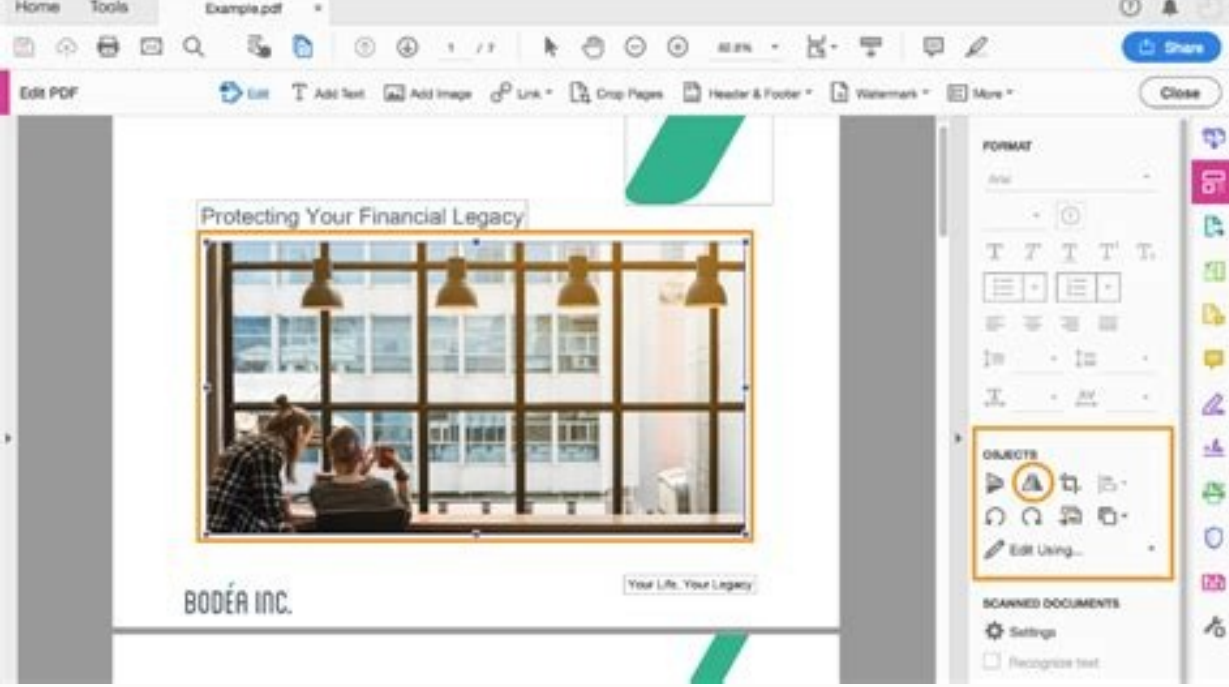 Home Tools Example.pdf ×
1 / 7
Share
Edit PDF Edit Add Text Add Image Link Crop Pages Header & Footer Watermark More Close
FORMAT
Arial
Protecting Your Financial Legacy
OBJECTS
Edit Using...
Your Life. Your Legacy
BODÉA INC.
SCANNED DOCUMENTS
Settings
Recognize text